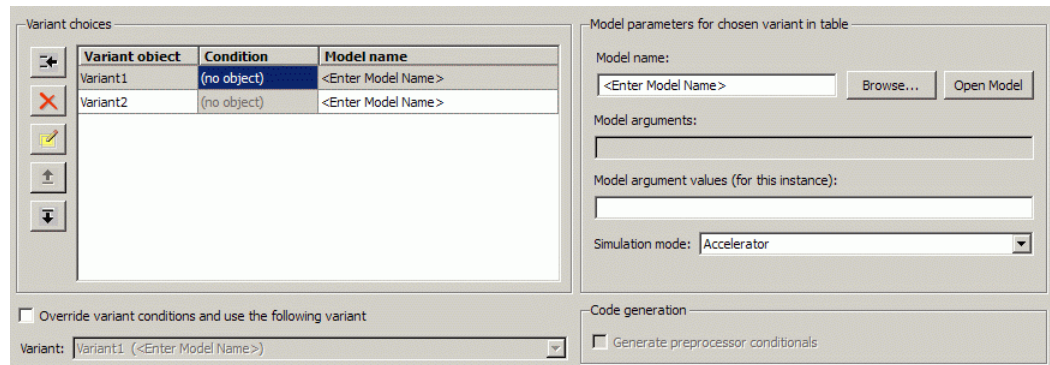 Variant choices
Variant object Condition Model name
Variant1 (no object) <Enter Model Name>
Variant2 (no object) <Enter Model Name>
Override variant conditions and use the following variant
Variant: Variant1 (<Enter Model Name>)
Model parameters for chosen variant in table
Model name:
<Enter Model Name> Browse... Open Model
Model arguments:
Model argument values (for this instance):
Simulation mode: Accelerator
Code generation
Generate preprocessor conditionals